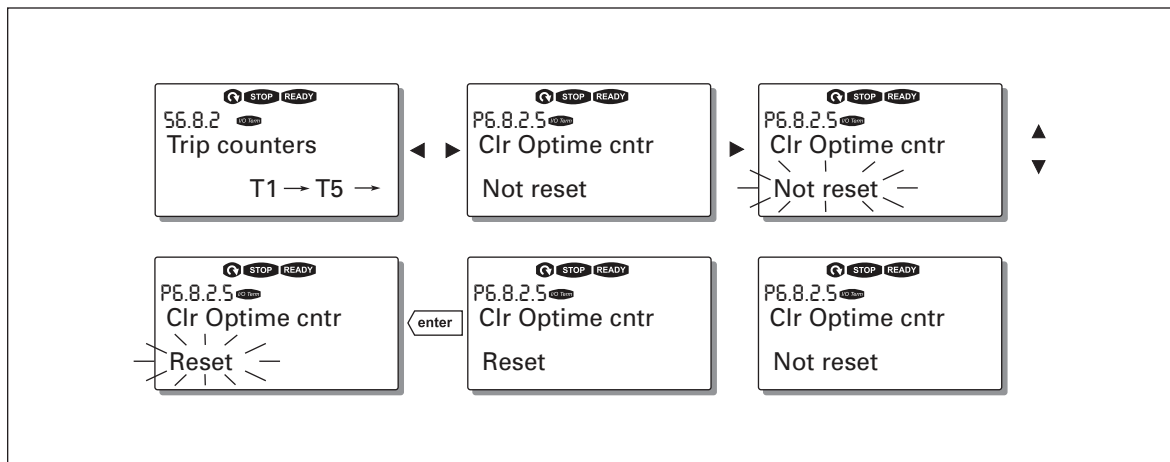 STOP READY
S6.8.2 I/O Term
Trip counters
T1 → T5 →
STOP READY
P6.8.2.5 I/O Term
Clr Optime cntr
Not reset
STOP READY
P6.8.2.5 I/O Term
Clr Optime cntr
Not reset
STOP READY
P6.8.2.5 I/O Term
Clr Optime cntr
Reset
enter
STOP READY
P6.8.2.5 I/O Term
Clr Optime cntr
Reset
STOP READY
P6.8.2.5 I/O Term
Clr Optime cntr
Not reset